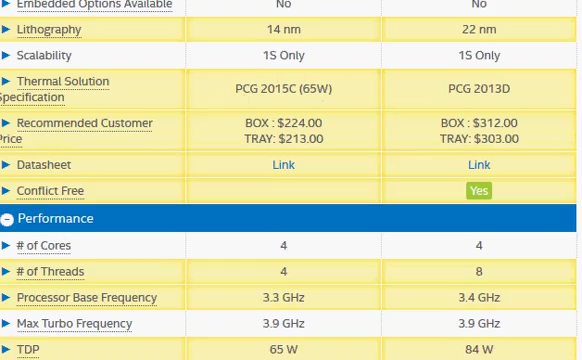 Embedded Options Available No No
Lithography 14 nm 22 nm
Scalability 1S Only 1S Only
Thermal Solution
Specification PCG 2015C (65W) PCG 2013D
Recommended Customer BOX : $224.00 BOX : $312.00
Price TRAY: $213.00 TRAY: $303.00
Datasheet Link Link
Conflict Free Yes
Performance
# of Cores 4 4
# of Threads 4 8
Processor Base Frequency 3.3 GHz 3.4 GHz
Max Turbo Frequency 3.9 GHz 3.9 GHz
TDP 65 W 84 W